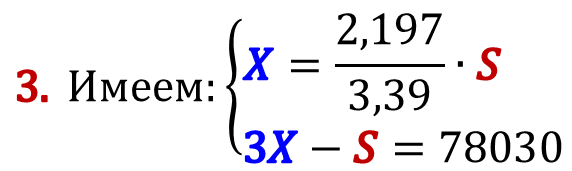 3. Имеем: { X = 2,197/3,39 · S
3X − S = 78030